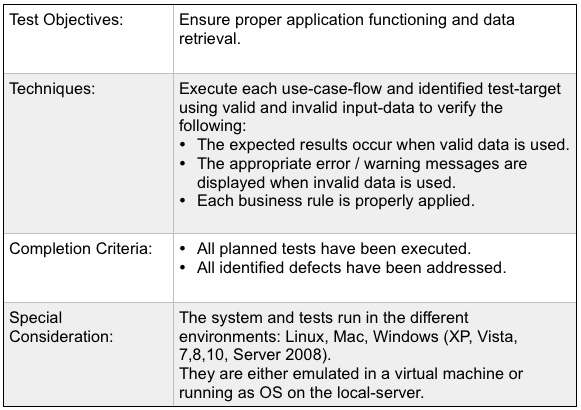 Test Objectives:
Ensure proper application functioning and data
retrieval.
Techniques:
Execute each use-case-flow and identified test-target
using valid and invalid input-data to verify the
following:
• The expected results occur when valid data is used.
• The appropriate error / warning messages are
displayed when invalid data is used.
• Each business rule is properly applied.
Completion Criteria:
• All planned tests have been executed.
• All identified defects have been addressed.
Special
Consideration:
The system and tests run in the different
environments: Linux, Mac, Windows (XP, Vista,
7,8,10, Server 2008).
They are either emulated in a virtual machine or
running as OS on the local-server.